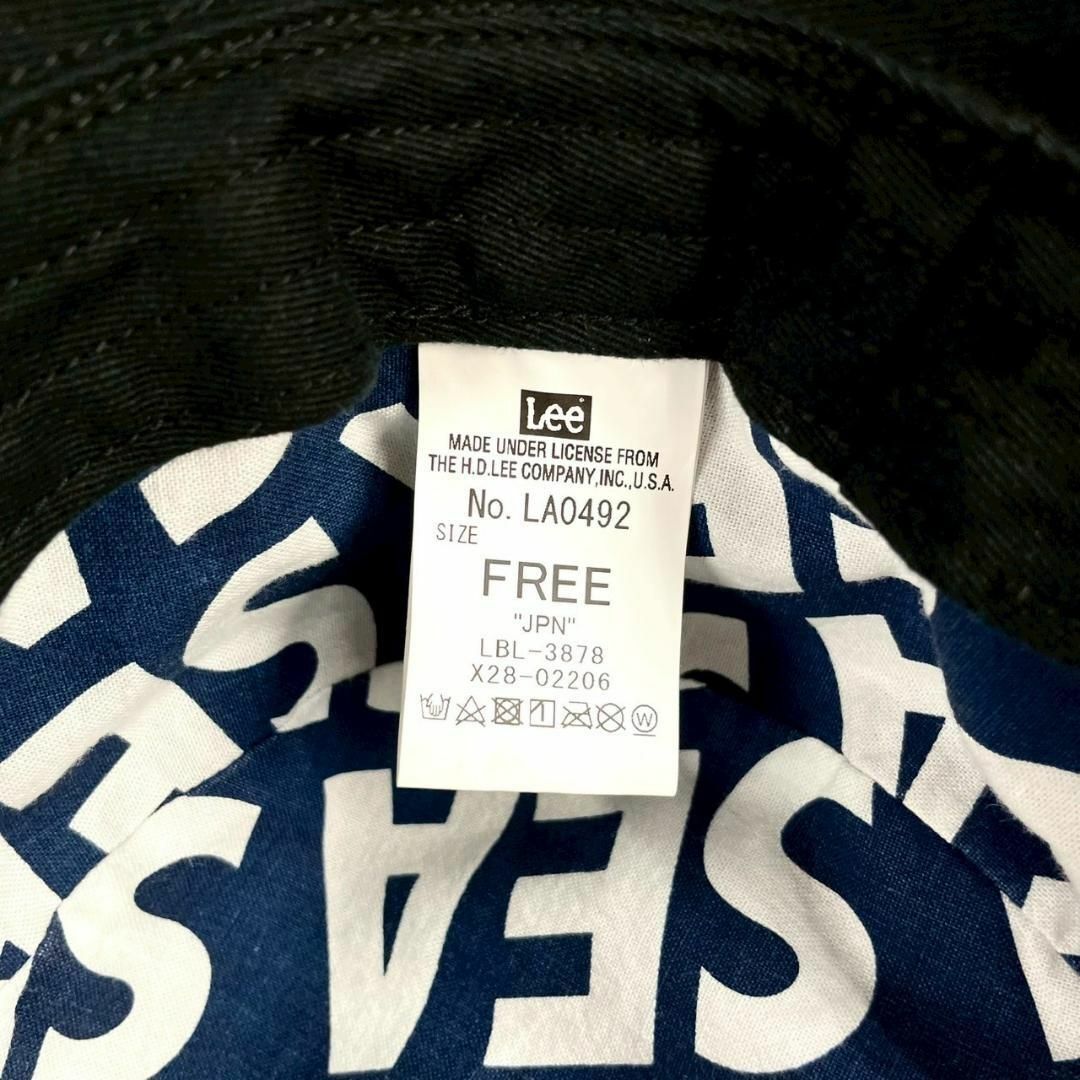 Lee
MADE UNDER LICENSE FROM
THE H.D.LEE COMPANY,INC.,U.S.A.
No. LA0492
SIZE
FREE
"JPN"
LBL-3878
X28-02206
W
SEA
S